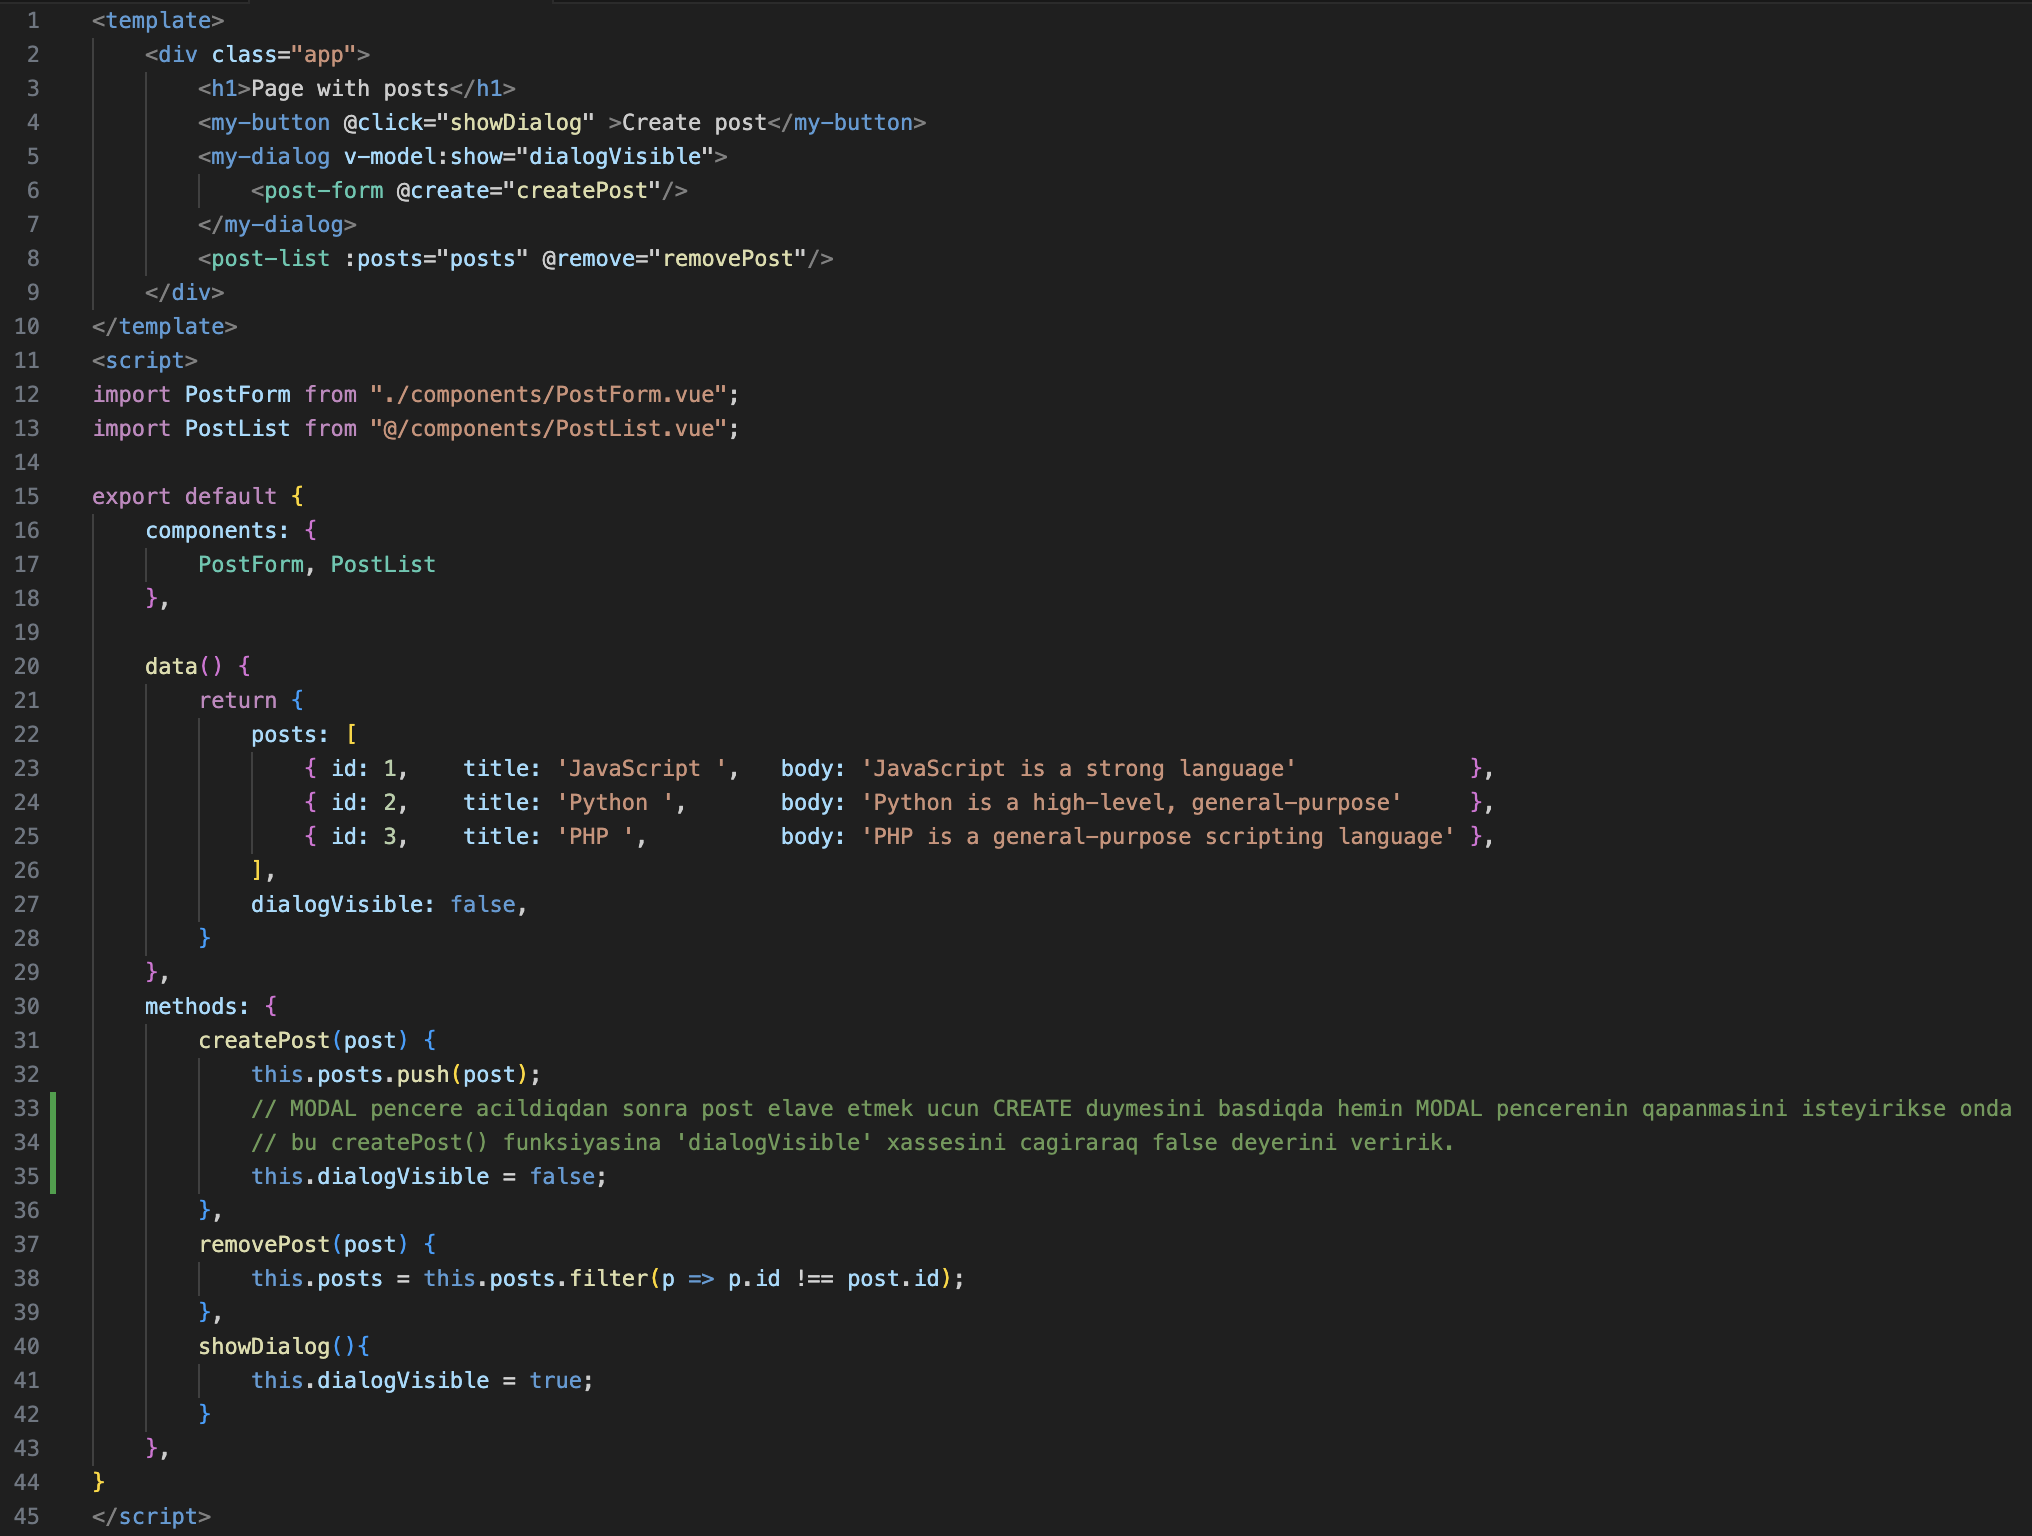 1 <template>
2     <div class="app">
3         <h1>Page with posts</h1>
4         <my-button @click="showDialog" >Create post</my-button>
5         <my-dialog v-model:show="dialogVisible">
6             <post-form @create="createPost"/>
7         </my-dialog>
8         <post-list :posts="posts" @remove="removePost"/>
9     </div>
10 </template>
11 <script>
12 import PostForm from "./components/PostForm.vue";
13 import PostList from "@/components/PostList.vue";
14
15 export default {
16     components: {
17         PostForm, PostList
18     },
19
20     data() {
21         return {
22             posts: [
23                 { id: 1,    title: 'JavaScript ',   body: 'JavaScript is a strong language'             },
24                 { id: 2,    title: 'Python ',       body: 'Python is a high-level, general-purpose'     },
25                 { id: 3,    title: 'PHP ',          body: 'PHP is a general-purpose scripting language' },
26             ],
27             dialogVisible: false,
28         }
29     },
30     methods: {
31         createPost(post) {
32             this.posts.push(post);
33             // MODAL pencere acildiqdan sonra post elave etmek ucun CREATE duymesini basdiqda hemin MODAL pencerenin qapanmasini isteyirikse onda
34             // bu createPost() funksiyasina 'dialogVisible' xassesini cagiraraq false deyerini veririk.
35             this.dialogVisible = false;
36         },
37         removePost(post) {
38             this.posts = this.posts.filter(p => p.id !== post.id);
39         },
40         showDialog(){
41             this.dialogVisible = true;
42         }
43     },
44 }
45 </script>